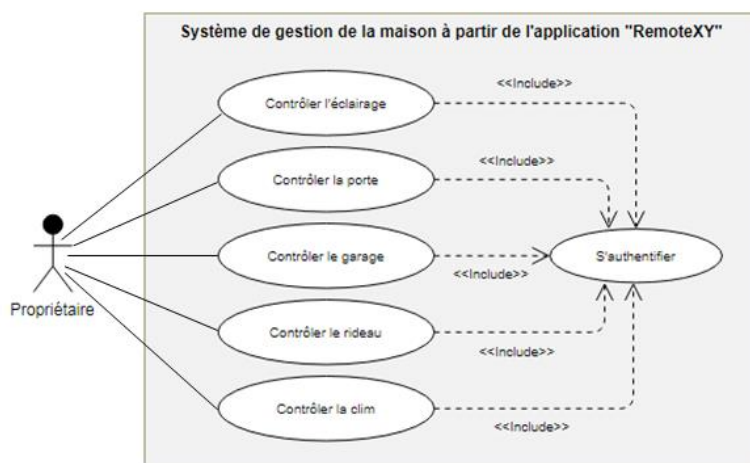 Système de gestion de la maison à partir de l'application "RemoteXY"
Contrôler l'éclairage
<<Include>>
Contrôler la porte
<<Include>>
Contrôler le garage
<<Include>>
S'authentifier
Propriétaire
Contrôler le rideau
<<Include>>
Contrôler la clim
<<Include>>